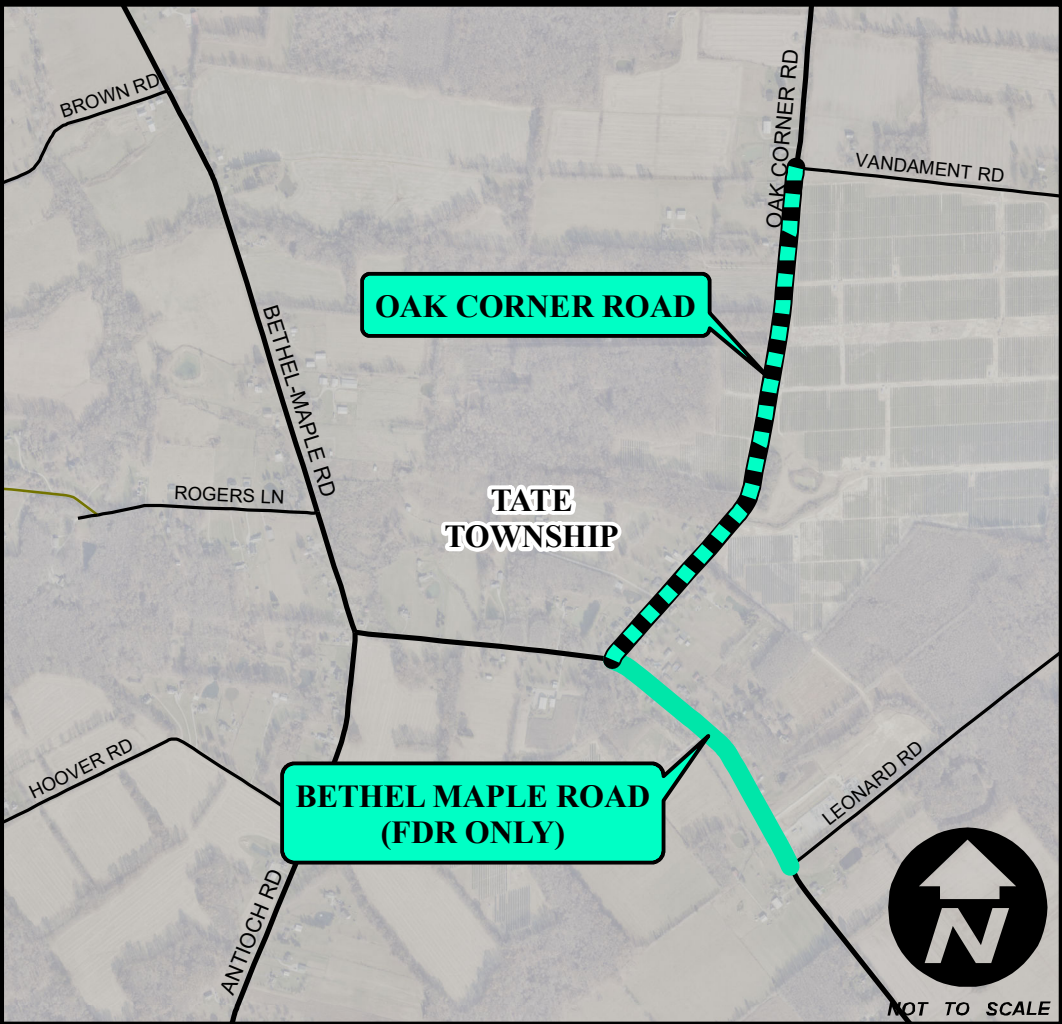 BROWN RD
OAK CORNER RD
VANDAMENT RD
OAK CORNER ROAD
BETHEL-MAPLE RD
ROGERS LN
TATE
TOWNSHIP
HOOVER RD
BETHEL MAPLE ROAD
(FDR ONLY)
LEONARD RD
ANTIOCH RD
N
NOT TO SCALE